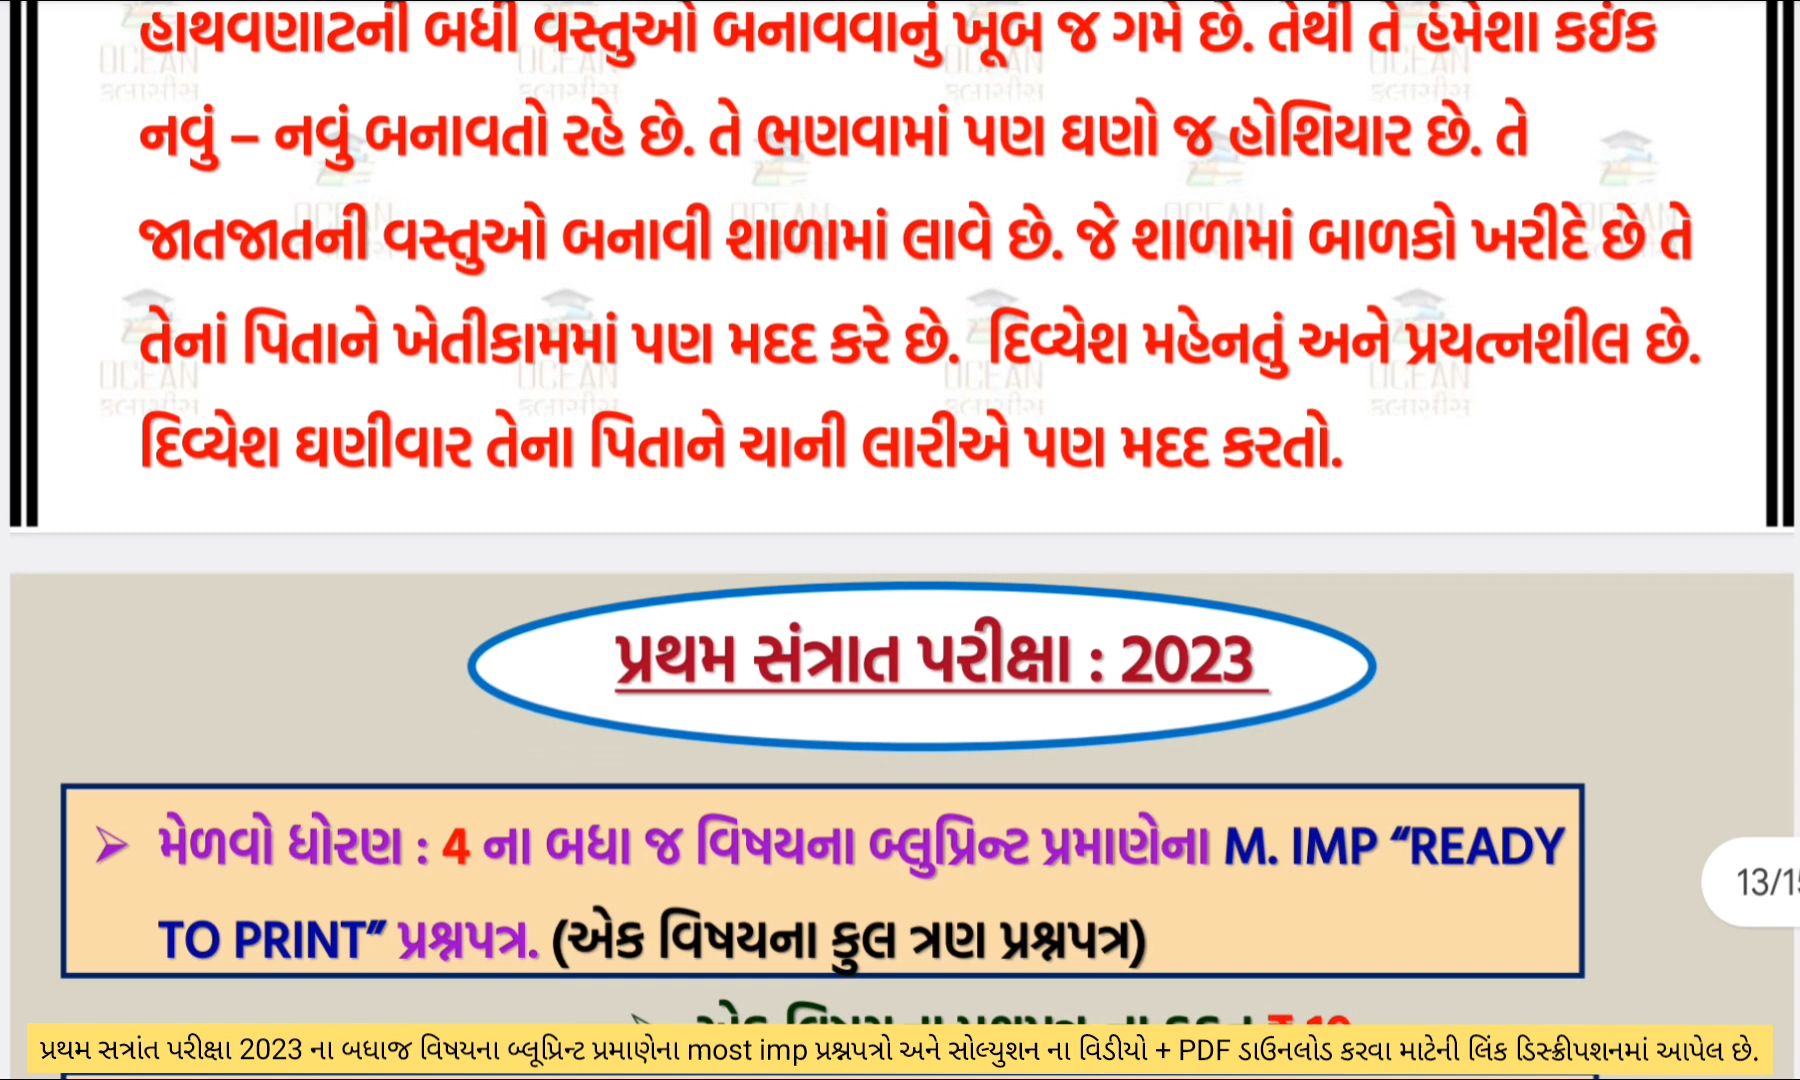 હાથવણાટની બધી વસ્તુઓ બનાવવાનું ખૂબ જ ગમે છે. તેથી તે હંમેશા કઈંક
નવું – નવું બનાવતો રહે છે. તે ભણવામાં પણ ઘણો જ હોશિયાર છે. તે
જાતજાતની વસ્તુઓ બનાવી શાળામાં લાવે છે. જે શાળામાં બાળકો ખરીદે છે તે
તેનાં પિતાને ખેતીકામમાં પણ મદદ કરે છે. દિવ્યેશ મહેનતું અને પ્રયત્નશીલ છે.
દિવ્યેશ ઘણીવાર તેના પિતાને ચાની લારીએ પણ મદદ કરતો.
પ્રથમ સંત્રાત પરીક્ષા : 2023
➢ મેળવો ધોરણ : 4 ના બધા જ વિષયના બ્લુપ્રિન્ટ પ્રમાણેના M. IMP “READY
TO PRINT” પ્રશ્નપત્ર. (એક વિષયના કુલ ત્રણ પ્રશ્નપત્ર)
13/15
પ્રથમ સત્રાંત પરીક્ષા 2023 ના બધાજ વિષયના બ્લૂપ્રિન્ટ પ્રમાણેના most imp પ્રશ્નપત્રો અને સોલ્યુશન ના વિડીયો + PDF ડાઉનલોડ કરવા માટેની લિંક ડિસ્ક્રીપશનમાં આપેલ છે.